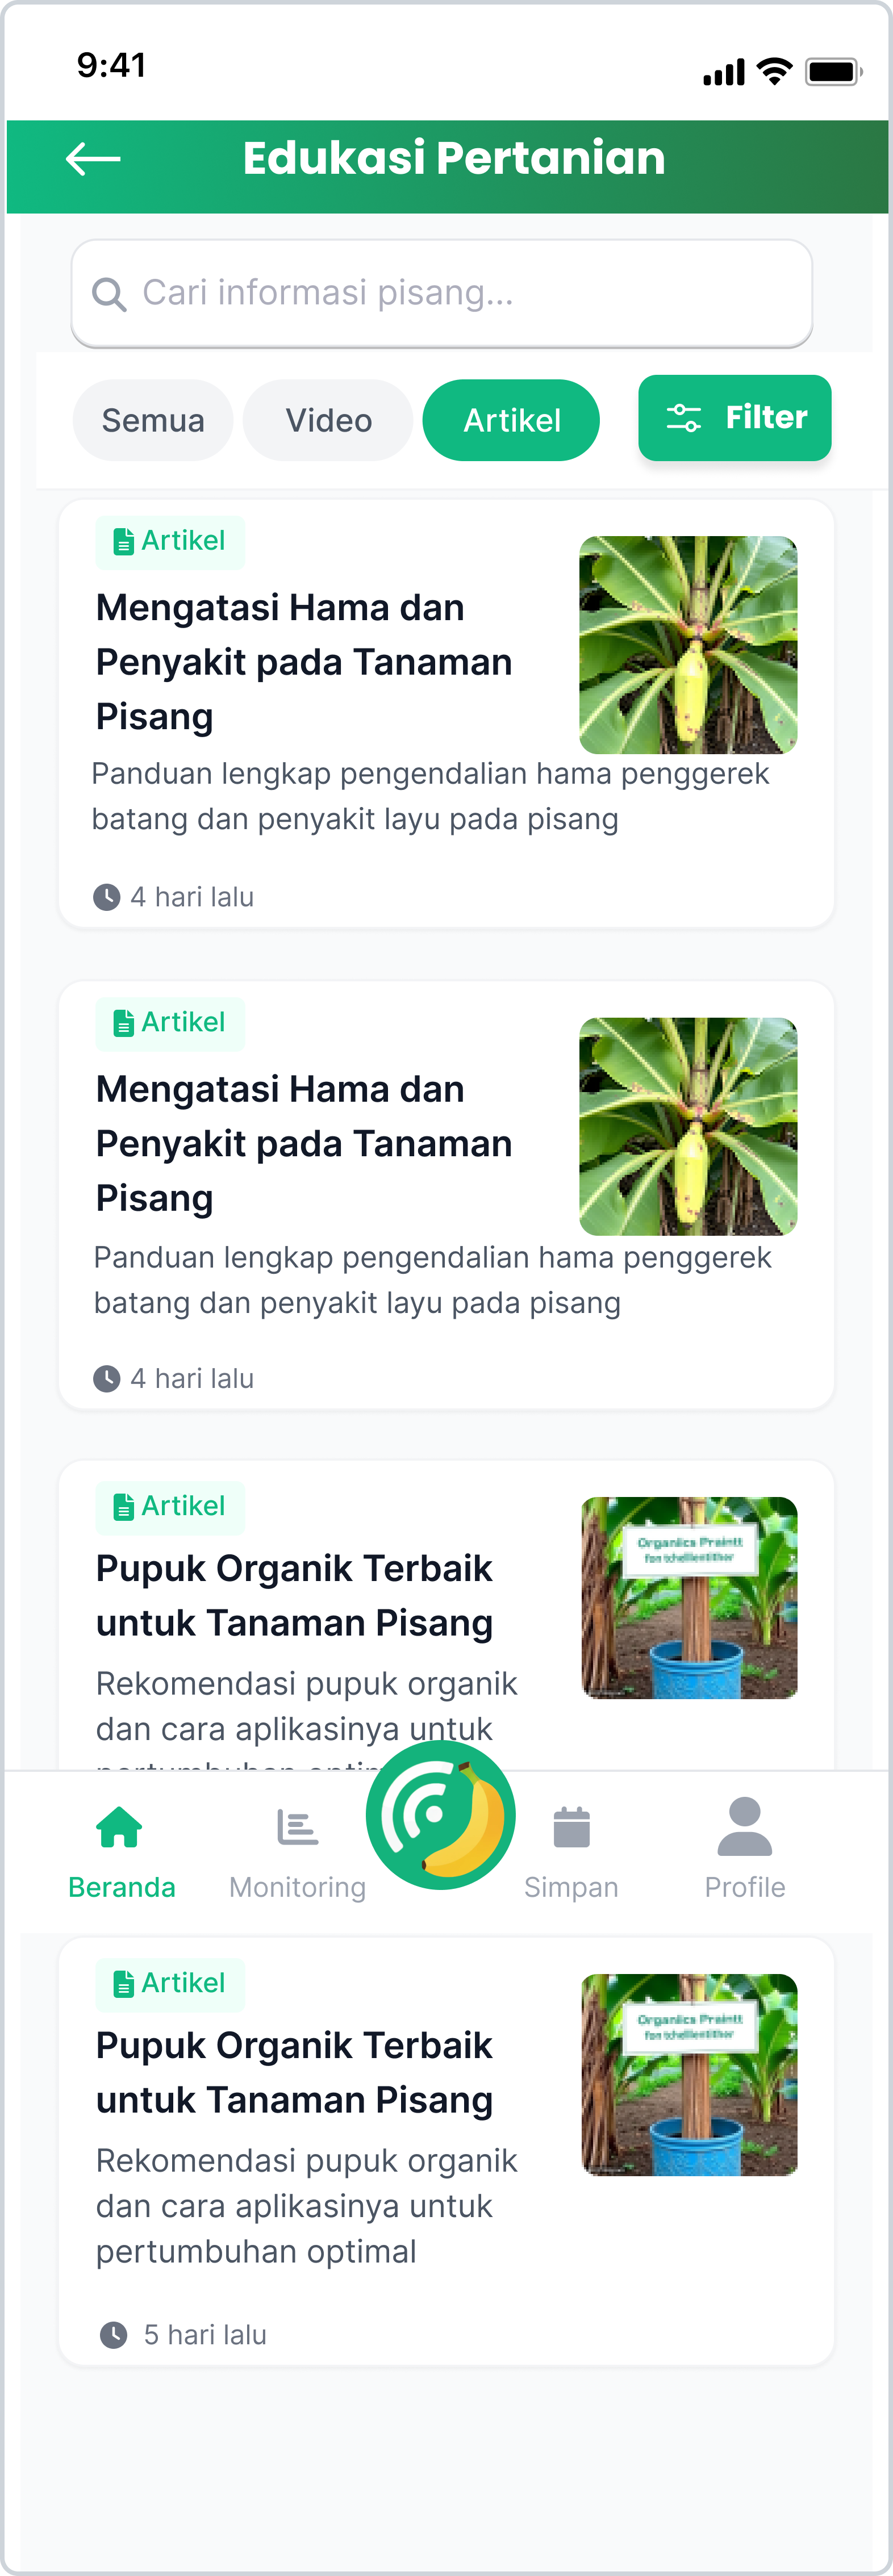 9:41
Edukasi Pertanian
Cari informasi pisang...
Semua
Video
Artikel
Filter
Artikel
Mengatasi Hama dan
Penyakit pada Tanaman
Pisang
Panduan lengkap pengendalian hama penggerek
batang dan penyakit layu pada pisang
4 hari lalu
Artikel
Mengatasi Hama dan
Penyakit pada Tanaman
Pisang
Panduan lengkap pengendalian hama penggerek
batang dan penyakit layu pada pisang
4 hari lalu
Artikel
Pupuk Organik Terbaik
untuk Tanaman Pisang
Rekomendasi pupuk organik
dan cara aplikasinya untuk
Beranda
Monitoring
Simpan
Profile
Artikel
Pupuk Organik Terbaik
untuk Tanaman Pisang
Rekomendasi pupuk organik
dan cara aplikasinya untuk
pertumbuhan optimal
5 hari lalu